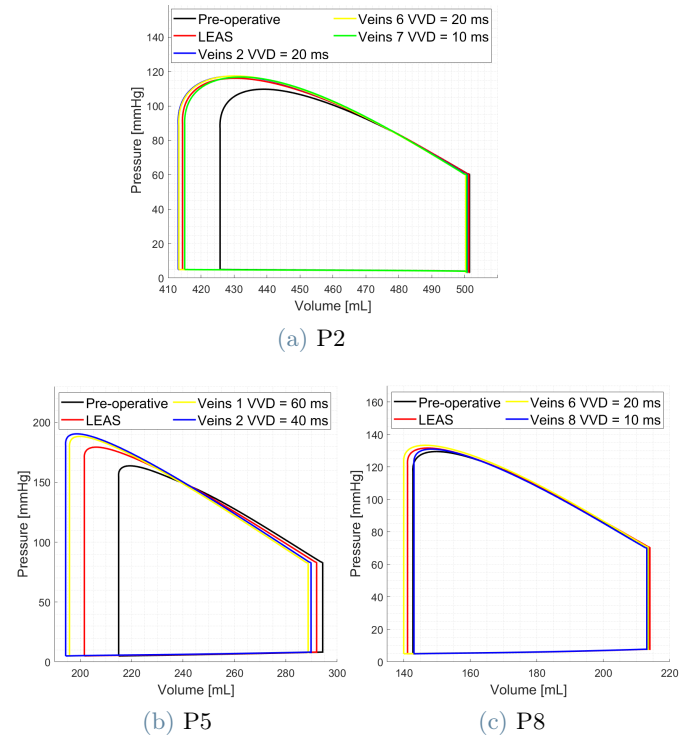 Pre-operative
LEAS
Veins 2 VVD = 20 ms
Veins 6 VVD = 20 ms
Veins 7 VVD = 10 ms
Pressure [mmHg]
140
120
100
80
60
40
20
0
410 420 430 440 450 460 470 480 490 500
Volume [mL]
(a) P2
Pre-operative
LEAS
Veins 1 VVD = 60 ms
Veins 2 VVD = 40 ms
Pressure [mmHg]
200
150
100
50
0
200 220 240 260 280 300
Volume [mL]
(b) P5
Pre-operative
LEAS
Veins 6 VVD = 20 ms
Veins 8 VVD = 10 ms
Pressure [mmHg]
160
140
120
100
80
60
40
20
0
140 160 180 200 220
Volume [mL]
(c) P8